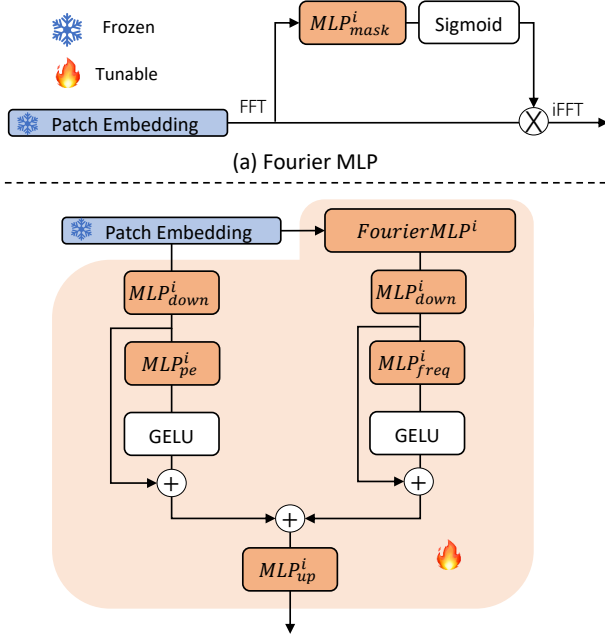 Frozen
Tunable
MLP^i_mask
Sigmoid
FFT
iFFT
Patch Embedding
X
(a) Fourier MLP
Patch Embedding
FourierMLP^i
MLP^i_down
MLP^i_down
MLP^i_pe
MLP^i_freq
GELU
GELU
+
+
+
MLP^i_up